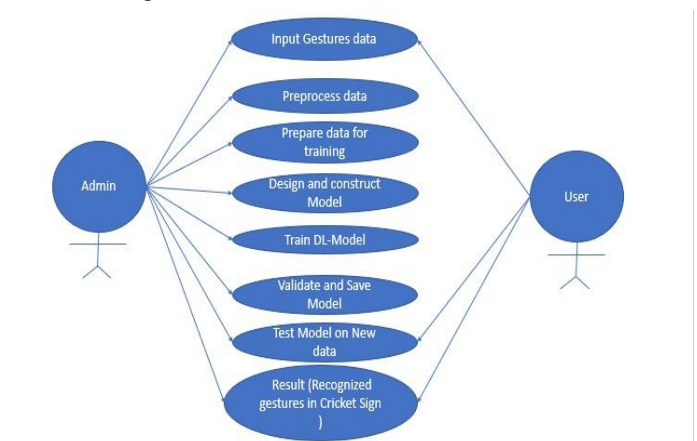 Input Gestures data
Preprocess data
Prepare data for
training
Admin
Design and construct
Model
User
Train DL-Model
Validate and Save
Model
Test Model on New
data
Result (Recognized
gestures in Cricket Sign
)